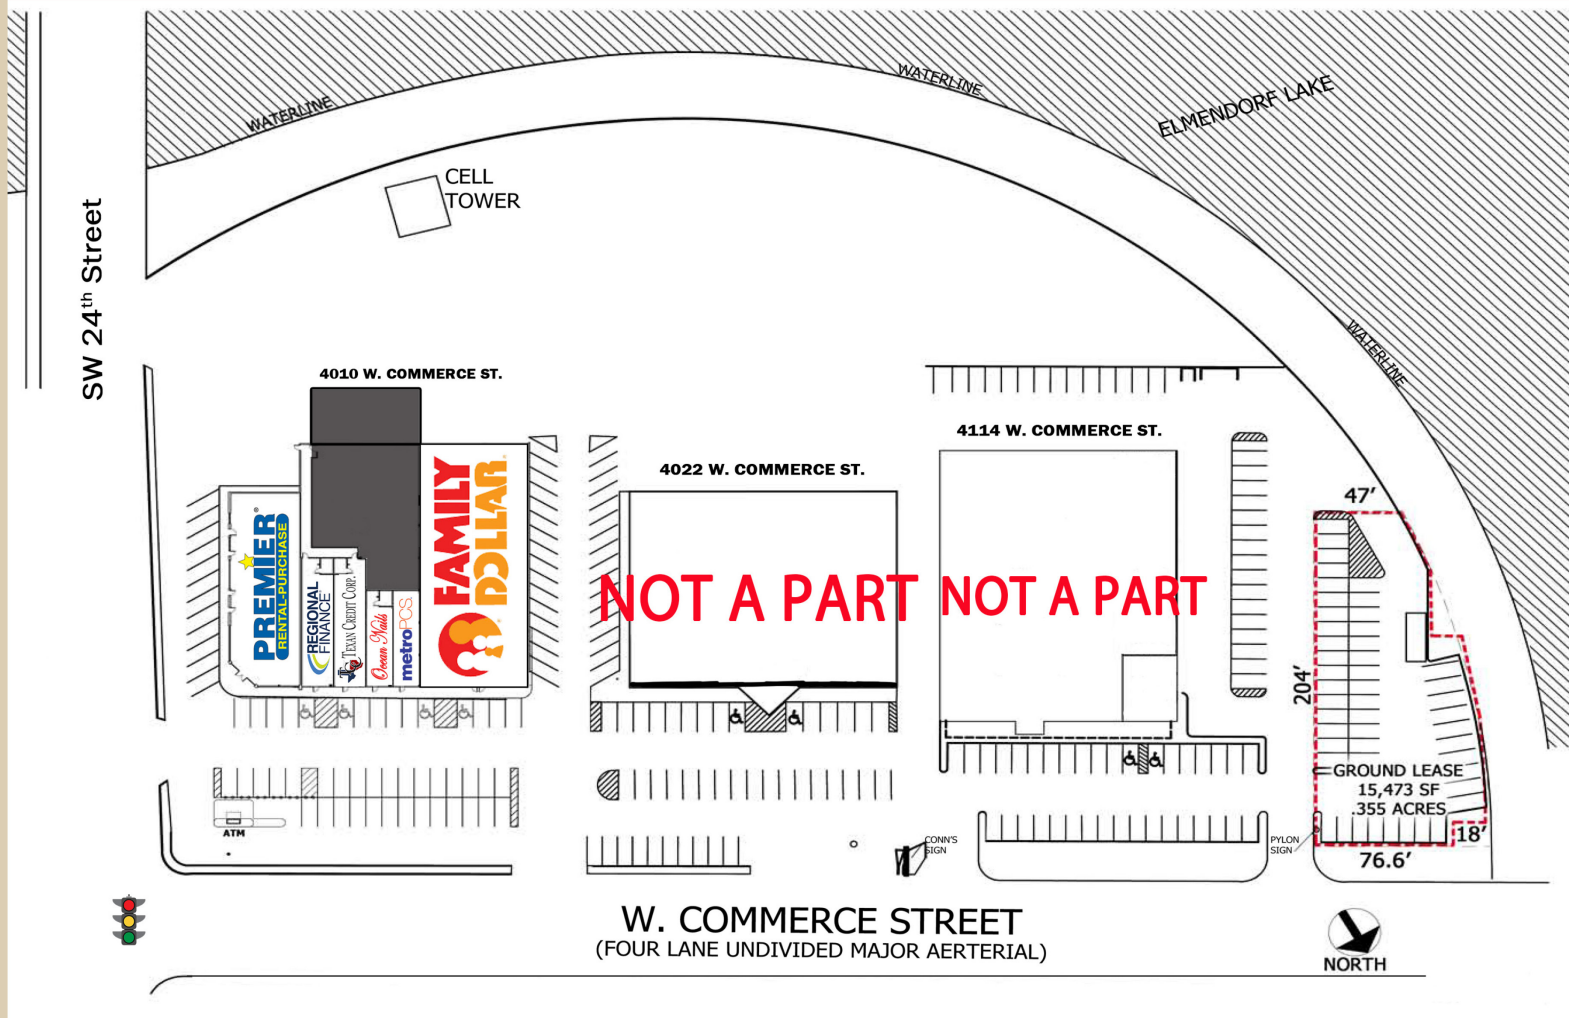 WATERLINE
WATERLINE
ELMENDORF LAKE
CELL
TOWER
SW 24th Street
WATERLINE
4010 W. COMMERCE ST.
4114 W. COMMERCE ST.
4022 W. COMMERCE ST.
PREMIER®
RENTAL-PURCHASE
REGIONAL
FINANCE
TEXAN CREDIT CORP.
Ocean Nails
metroPCS.
FAMILY
DOLLAR
NOT A PART
NOT A PART
47'
204'
GROUND LEASE
15,473 SF
.355 ACRES
18'
76.6'
ATM
CONN'S
SIGN
PYLON
SIGN
W. COMMERCE STREET
(FOUR LANE UNDIVIDED MAJOR AERTERIAL)
NORTH